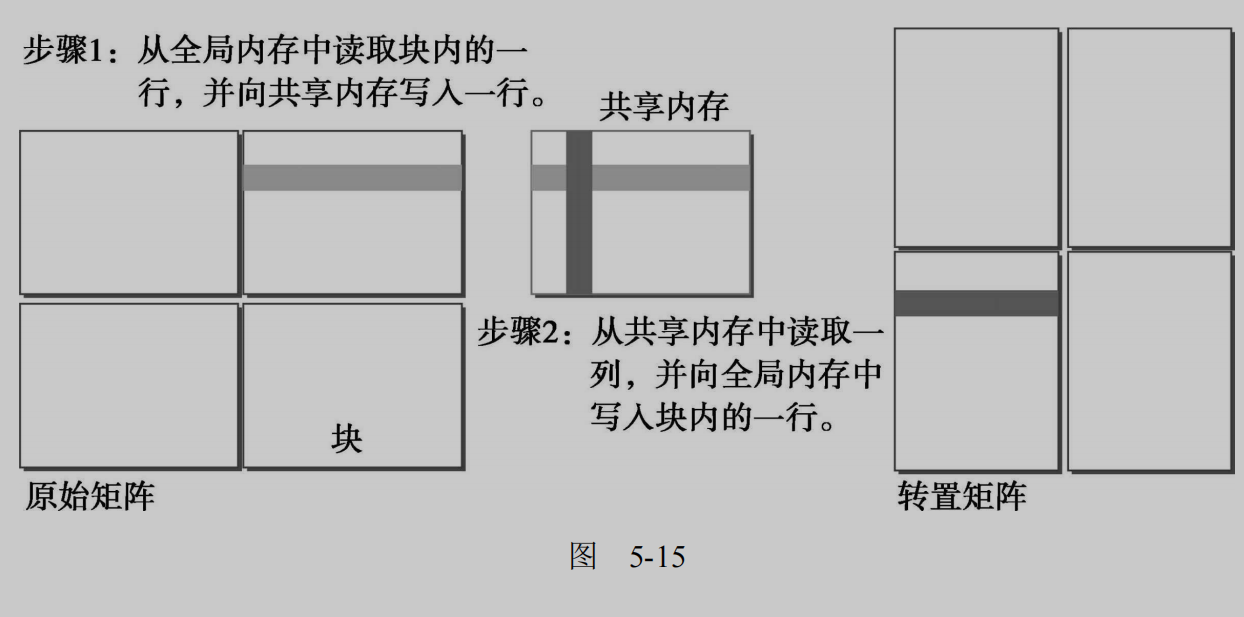 步骤1：从全局内存中读取块内的一
行，并向共享内存写入一行。
共享内存
步骤2：从共享内存中读取一
列，并向全局内存中
写入块内的一行。
块
原始矩阵
转置矩阵
图 5-15